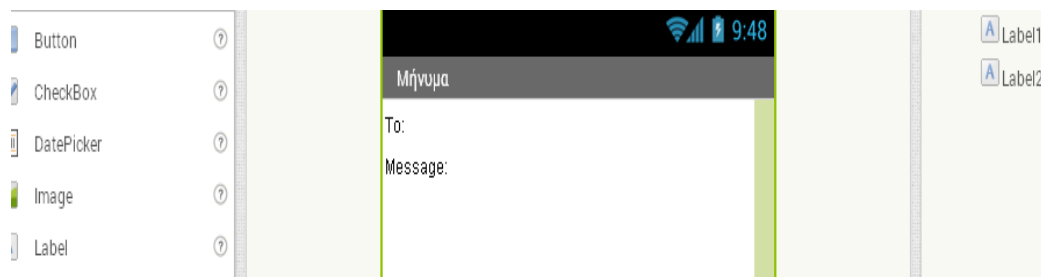 Button ?
CheckBox ?
DatePicker ?
Image ?
Label ?
9:48
Μήνυμα
To:
Message:
A Label1
A Label2